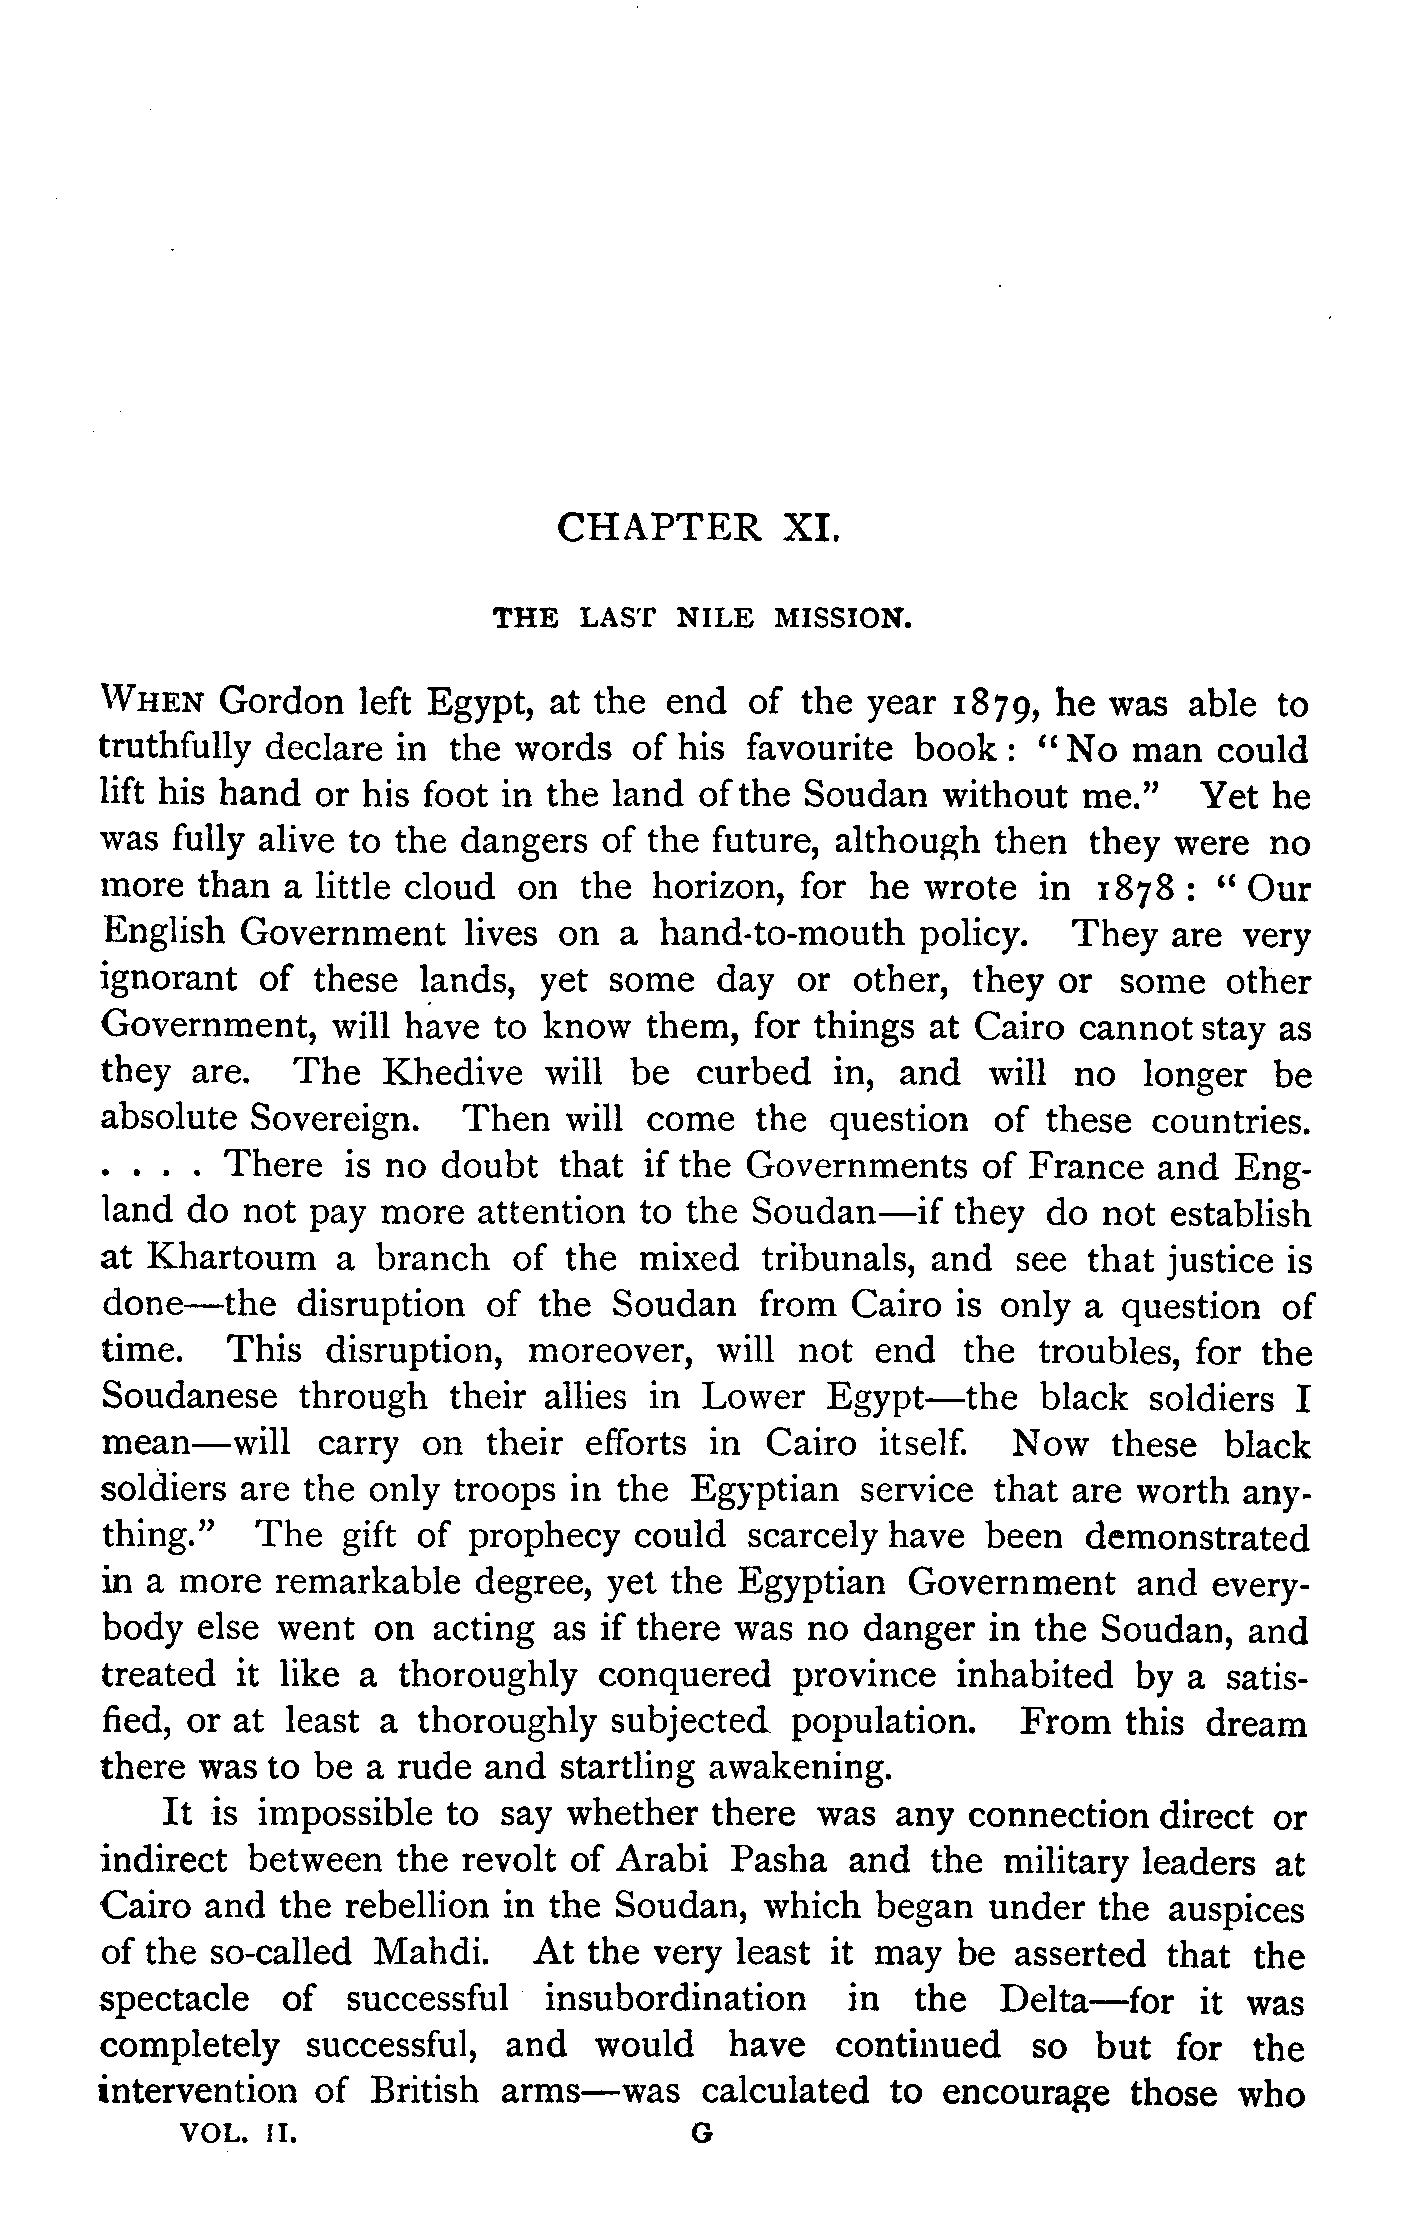 CHAPTER XI.
THE LAST NILE MISSION.
WHEN Gordon left Egypt, at the end of the year 1879, he was able to
truthfully declare in the words of his favourite book : “No man could
lift his hand or his foot in the land of the Soudan without me.” Yet he
was fully alive to the dangers of the future, although then they were no
more than a little cloud on the horizon, for he wrote in 1878 : “ Our
English Government lives on a hand-to-mouth policy. They are very
ignorant of these lands, yet some day or other, they or some other
Government, will have to know them, for things at Cairo cannot stay as
they are. The Khedive will be curbed in, and will no longer be
absolute Sovereign. Then will come the question of these countries.
. . . . There is no doubt that if the Governments of France and Eng-
land do not pay more attention to the Soudan—if they do not establish
at Khartoum a branch of the mixed tribunals, and see that justice is
done—the disruption of the Soudan from Cairo is only a question of
time. This disruption, moreover, will not end the troubles, for the
Soudanese through their allies in Lower Egypt—the black soldiers I
mean—will carry on their efforts in Cairo itself. Now these black
soldiers are the only troops in the Egyptian service that are worth any-
thing.” The gift of prophecy could scarcely have been demonstrated
in a more remarkable degree, yet the Egyptian Government and every-
body else went on acting as if there was no danger in the Soudan, and
treated it like a thoroughly conquered province inhabited by a satis-
fied, or at least a thoroughly subjected population. From this dream
there was to be a rude and startling awakening.
It is impossible to say whether there was any connection direct or
indirect between the revolt of Arabi Pasha and the military leaders at
Cairo and the rebellion in the Soudan, which began under the auspices
of the so-called Mahdi. At the very least it may be asserted that the
spectacle of successful insubordination in the Delta—for it was
completely successful, and would have continued so but for the
intervention of British arms—was calculated to encourage those who
VOL. II. G